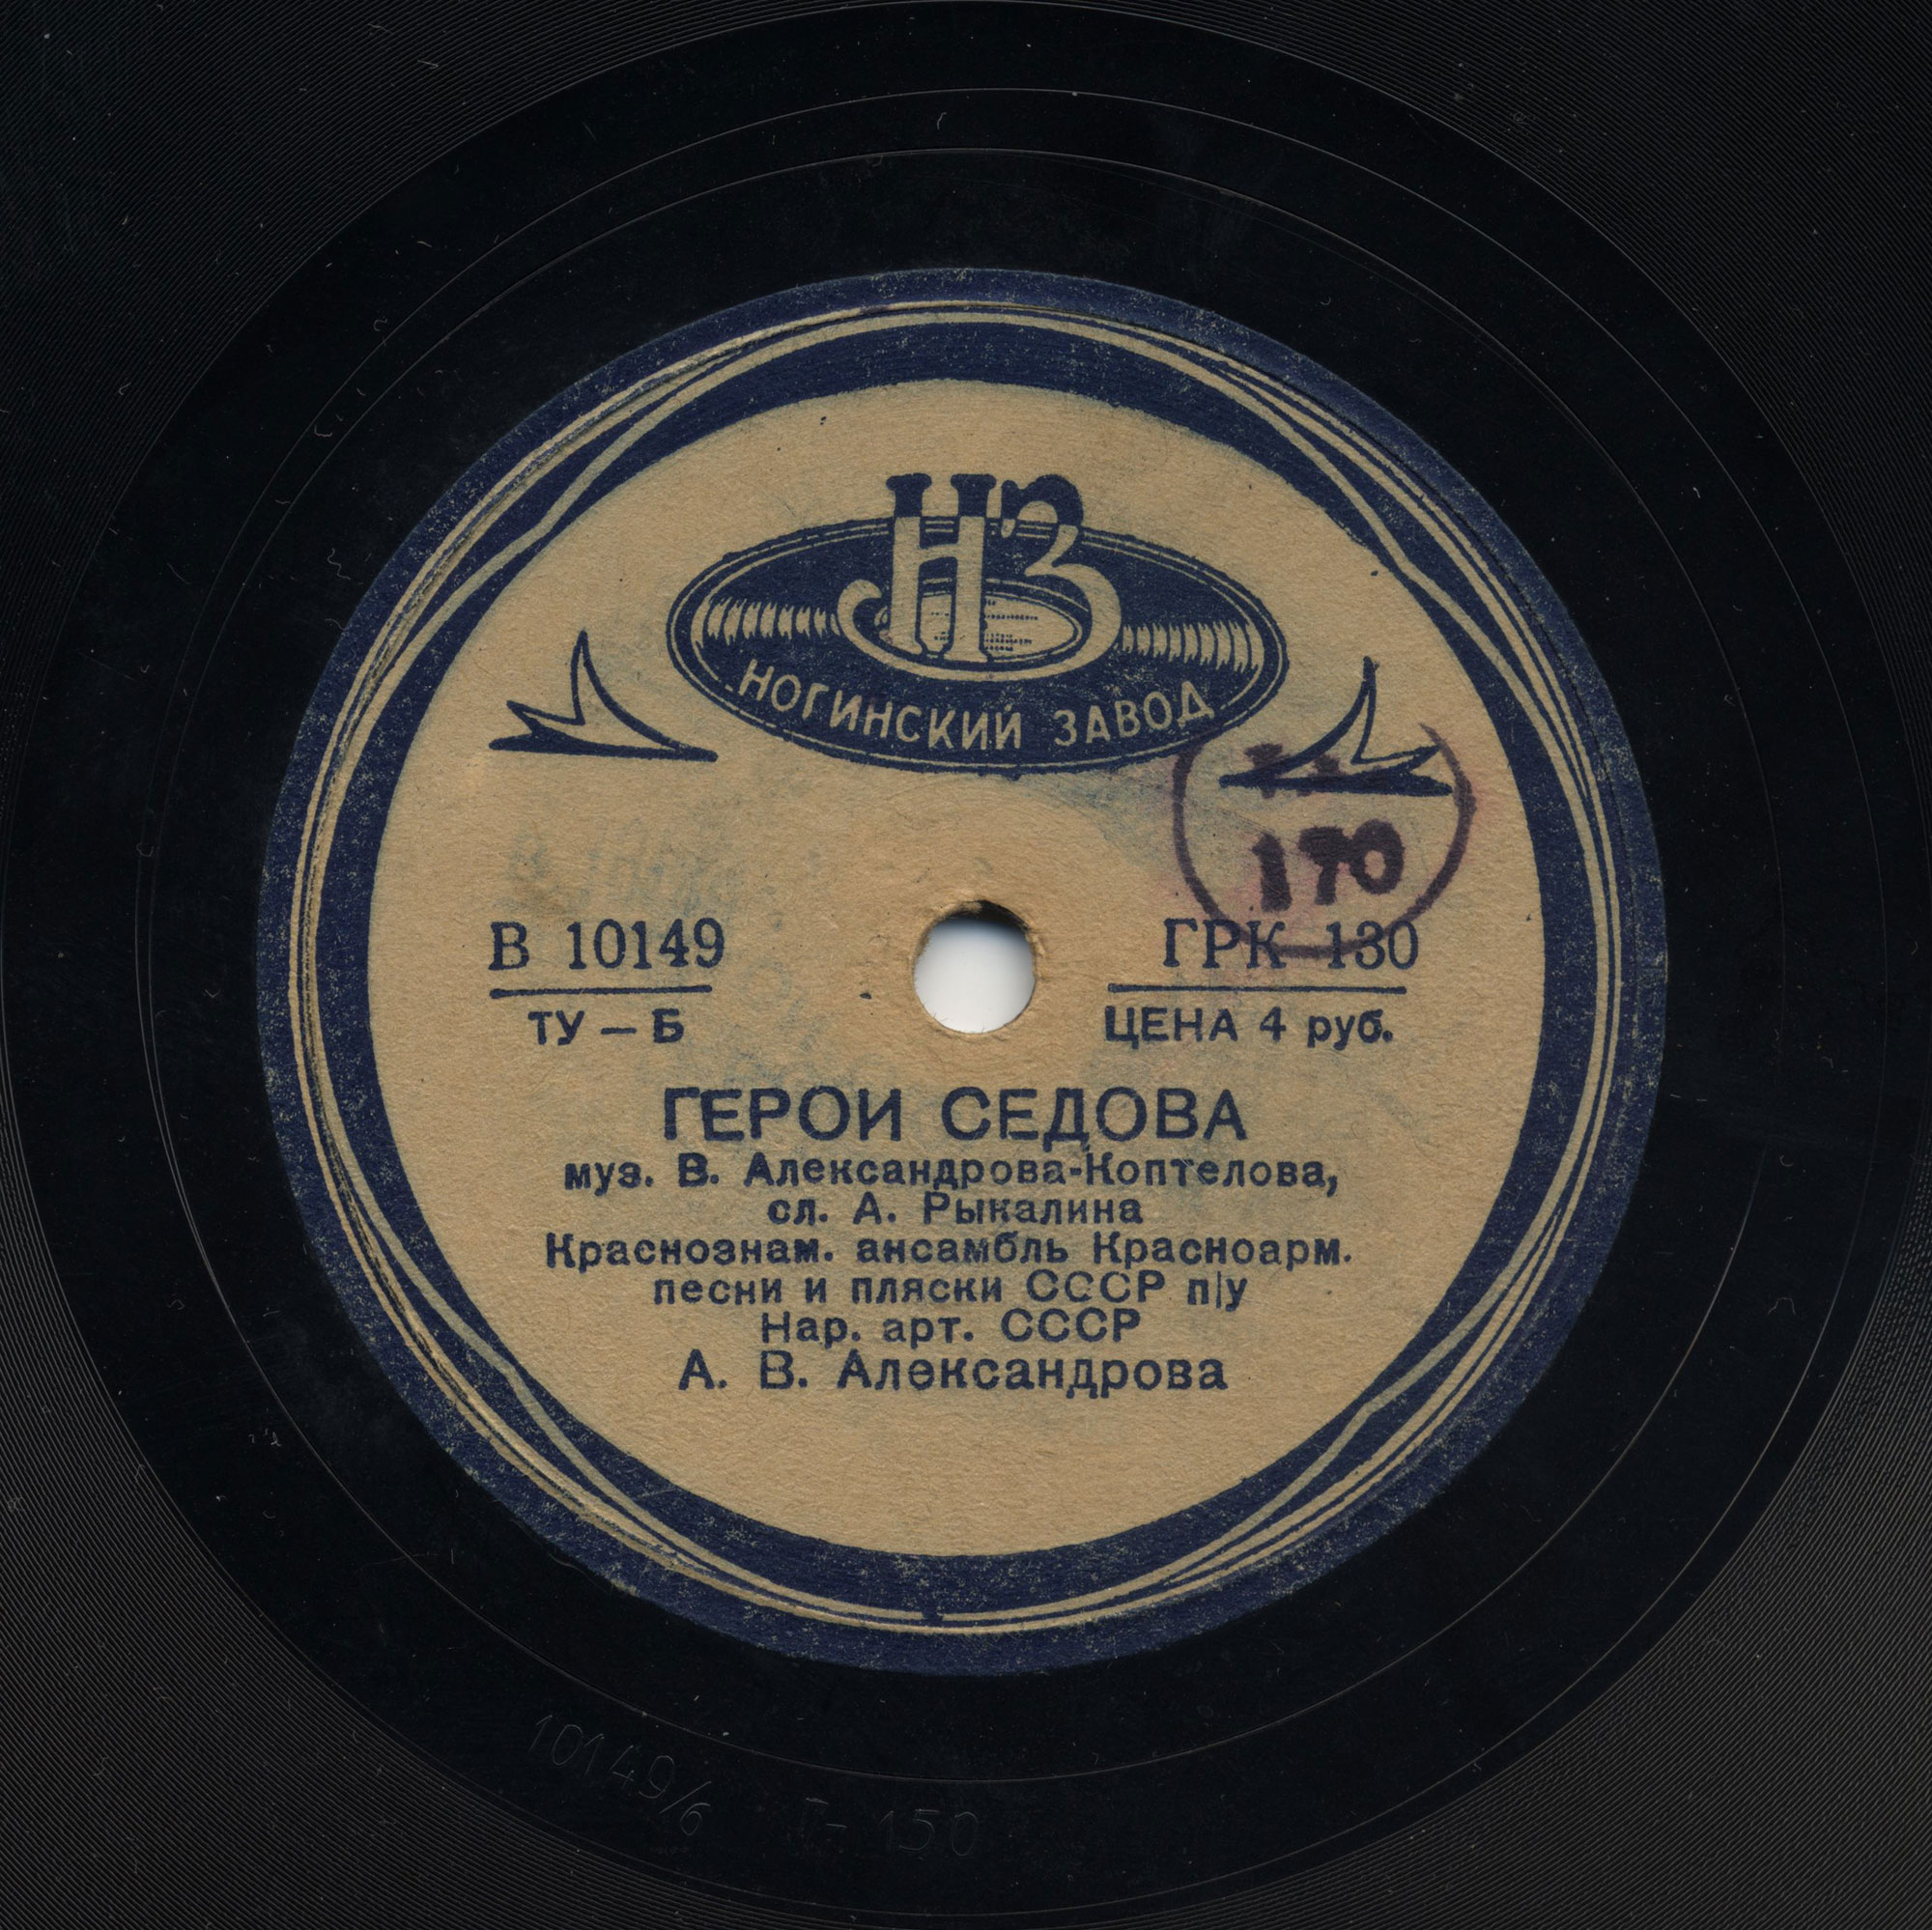 НЗ
НОГИНСКИЙ ЗАВОД
170
В 10149
ГРК 130
ТУ — Б
ЦЕНА 4 руб.
ГЕРОИ СЕДОВА
муз. В. Александрова-Коптелова,
сл. А. Рыкалина
Краснознам. ансамбль Красноарм.
песни и пляски СССР п/у
Нар. арт. СССР
А. В. Александрова
10149/6 Г-150